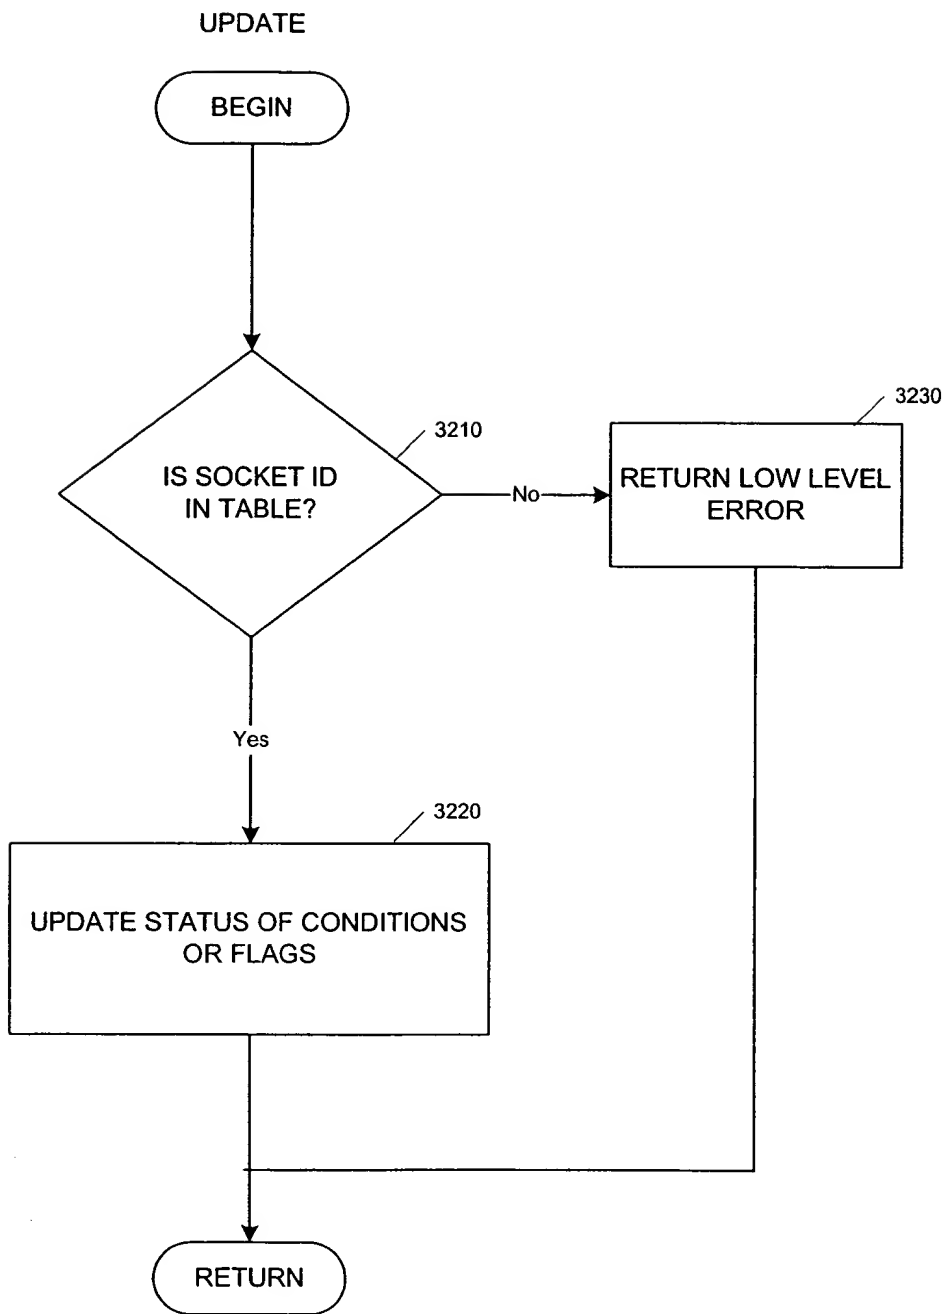 UPDATE
BEGIN
3210
IS SOCKET ID
IN TABLE?
No
3230
RETURN LOW LEVEL
ERROR
Yes
3220
UPDATE STATUS OF CONDITIONS
OR FLAGS
RETURN